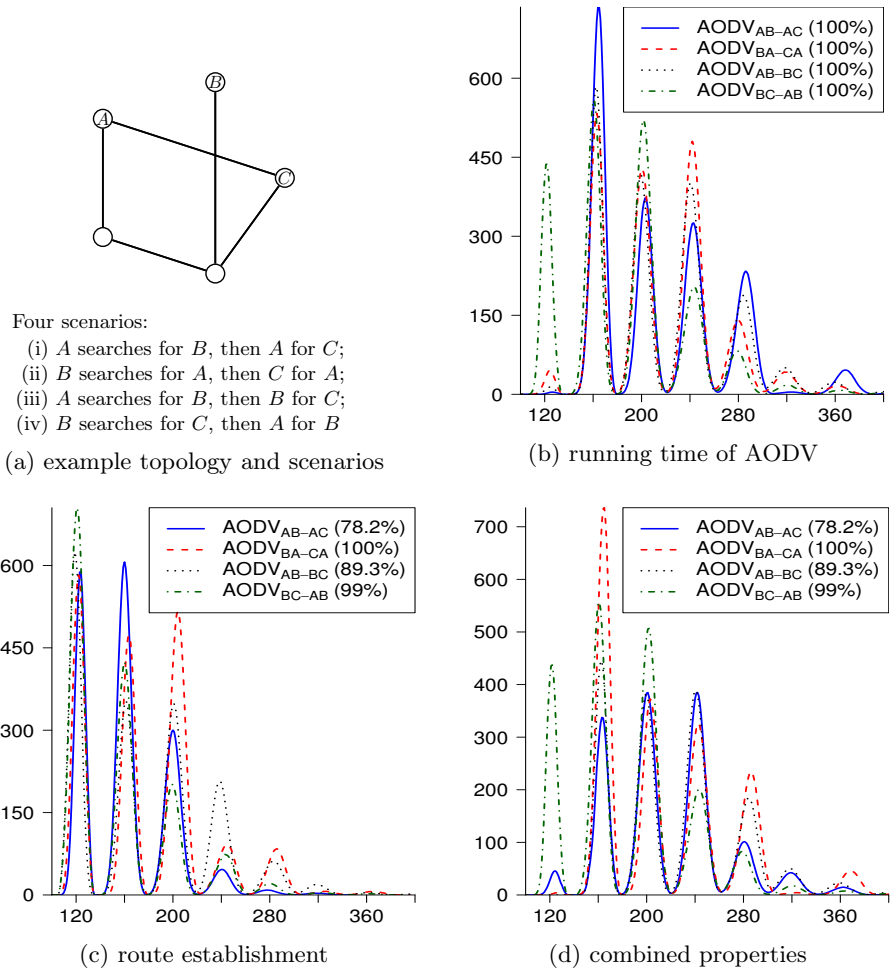 A
B
C
Four scenarios:
(i) A searches for B, then A for C;
(ii) B searches for A, then C for A;
(iii) A searches for B, then B for C;
(iv) B searches for C, then A for B
(a) example topology and scenarios
AODVAB−AC (100%)
AODVBA−CA (100%)
AODVAB−BC (100%)
AODVBC−AB (100%)
600
450
300
150
0
120 200 280 360
(b) running time of AODV
AODVAB−AC (78.2%)
AODVBA−CA (100%)
AODVAB−BC (89.3%)
AODVBC−AB (99%)
600
450
300
150
0
120 200 280 360
(c) route establishment
AODVAB−AC (78.2%)
AODVBA−CA (100%)
AODVAB−BC (89.3%)
AODVBC−AB (99%)
700
600
500
400
300
200
100
0
120 200 280 360
(d) combined properties